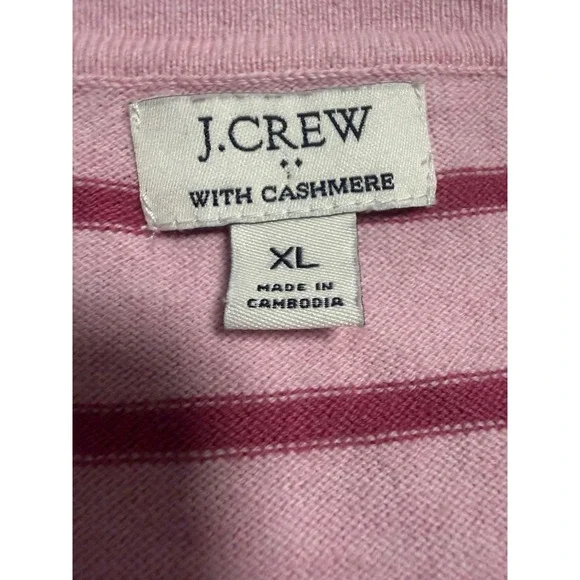 J.CREW
WITH CASHMERE
XL
MADE IN
CAMBODIA